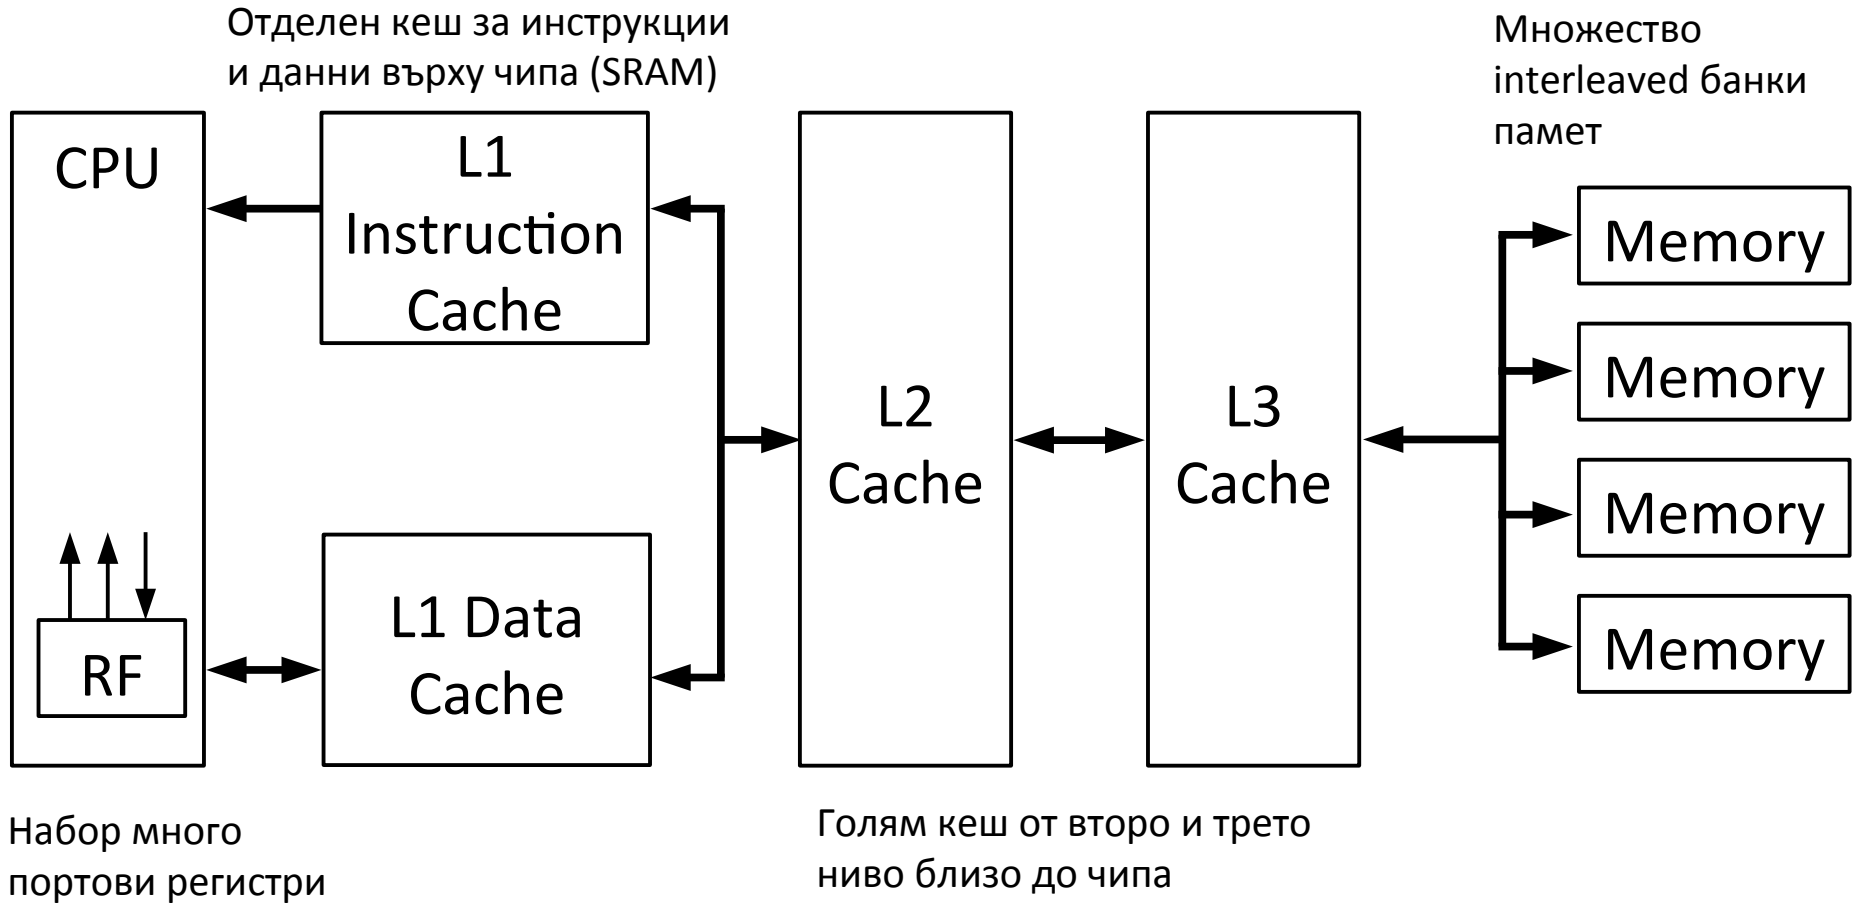 Отделен кеш за инструкции
и данни върху чипа (SRAM)
Множество
interleaved банки
памет
CPU
L1
Instruction
Cache
L2
Cache
L3
Cache
Memory
Memory
Memory
Memory
RF
L1 Data
Cache
Набор много
портови регистри
Голям кеш от второ и трето
ниво близо до чипа